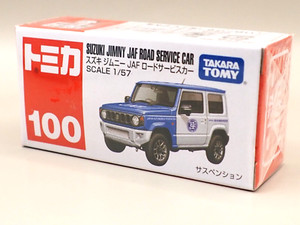 トミカ
100
SUZUKI JIMNY JAF ROAD SERVICE CAR
スズキ ジムニー JAF ロードサービスカー
SCALE 1/57
TAKARA
TOMY
サスペンション